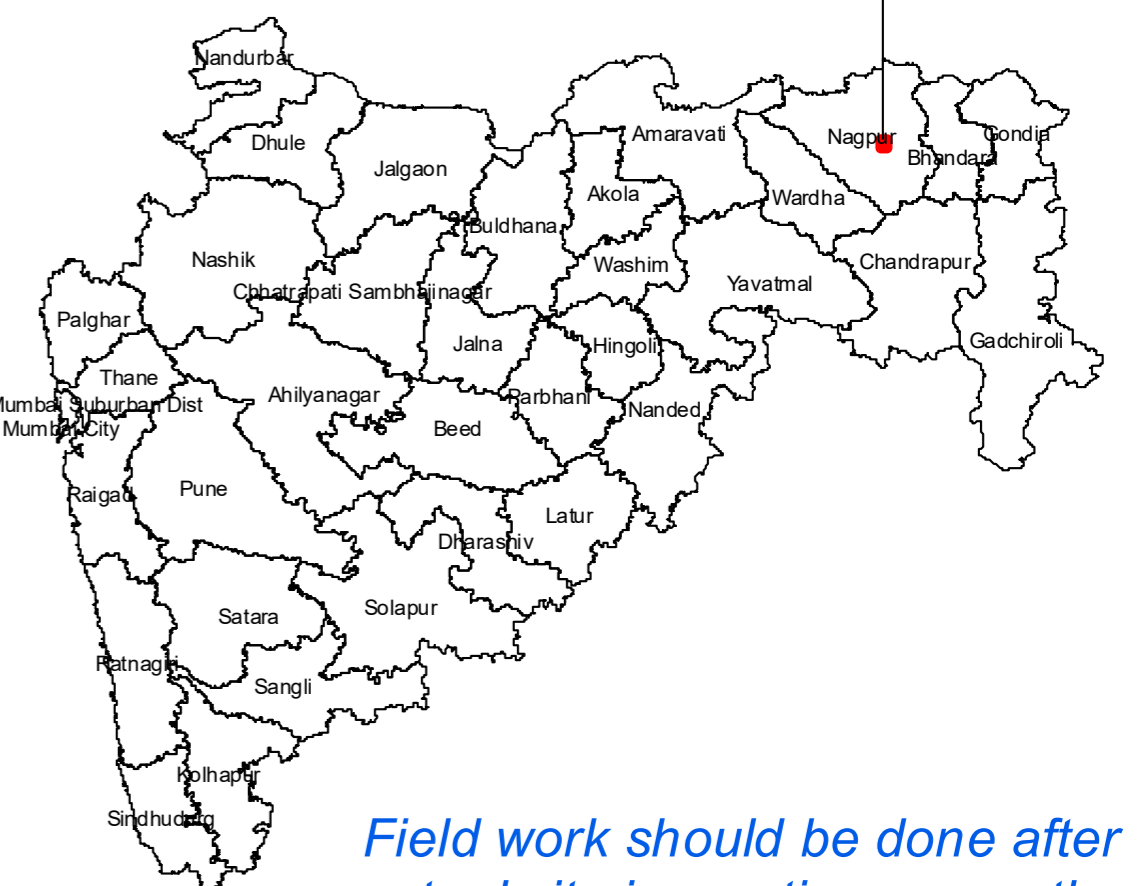 Nandurbar
Dhule
Jalgaon
Amaravati
Nagpur
Gondia
Bhandara
Akola
Wardha
Buldhana
Nashik
Washim
Chandrapur
Yavatmal
Chhatrapati Sambhajinagar
Palghar
Jalna
Hingoli
Gadchiroli
Thane
Ahilyanagar
Parbhani
Mumbai Suburban Dist
Nanded
Mumbai City
Beed
Raigad
Pune
Latur
Dharashiv
Solapur
Satara
Ratnagiri
Sangli
Kolhapur
Sindhudurg
Field work should be done after